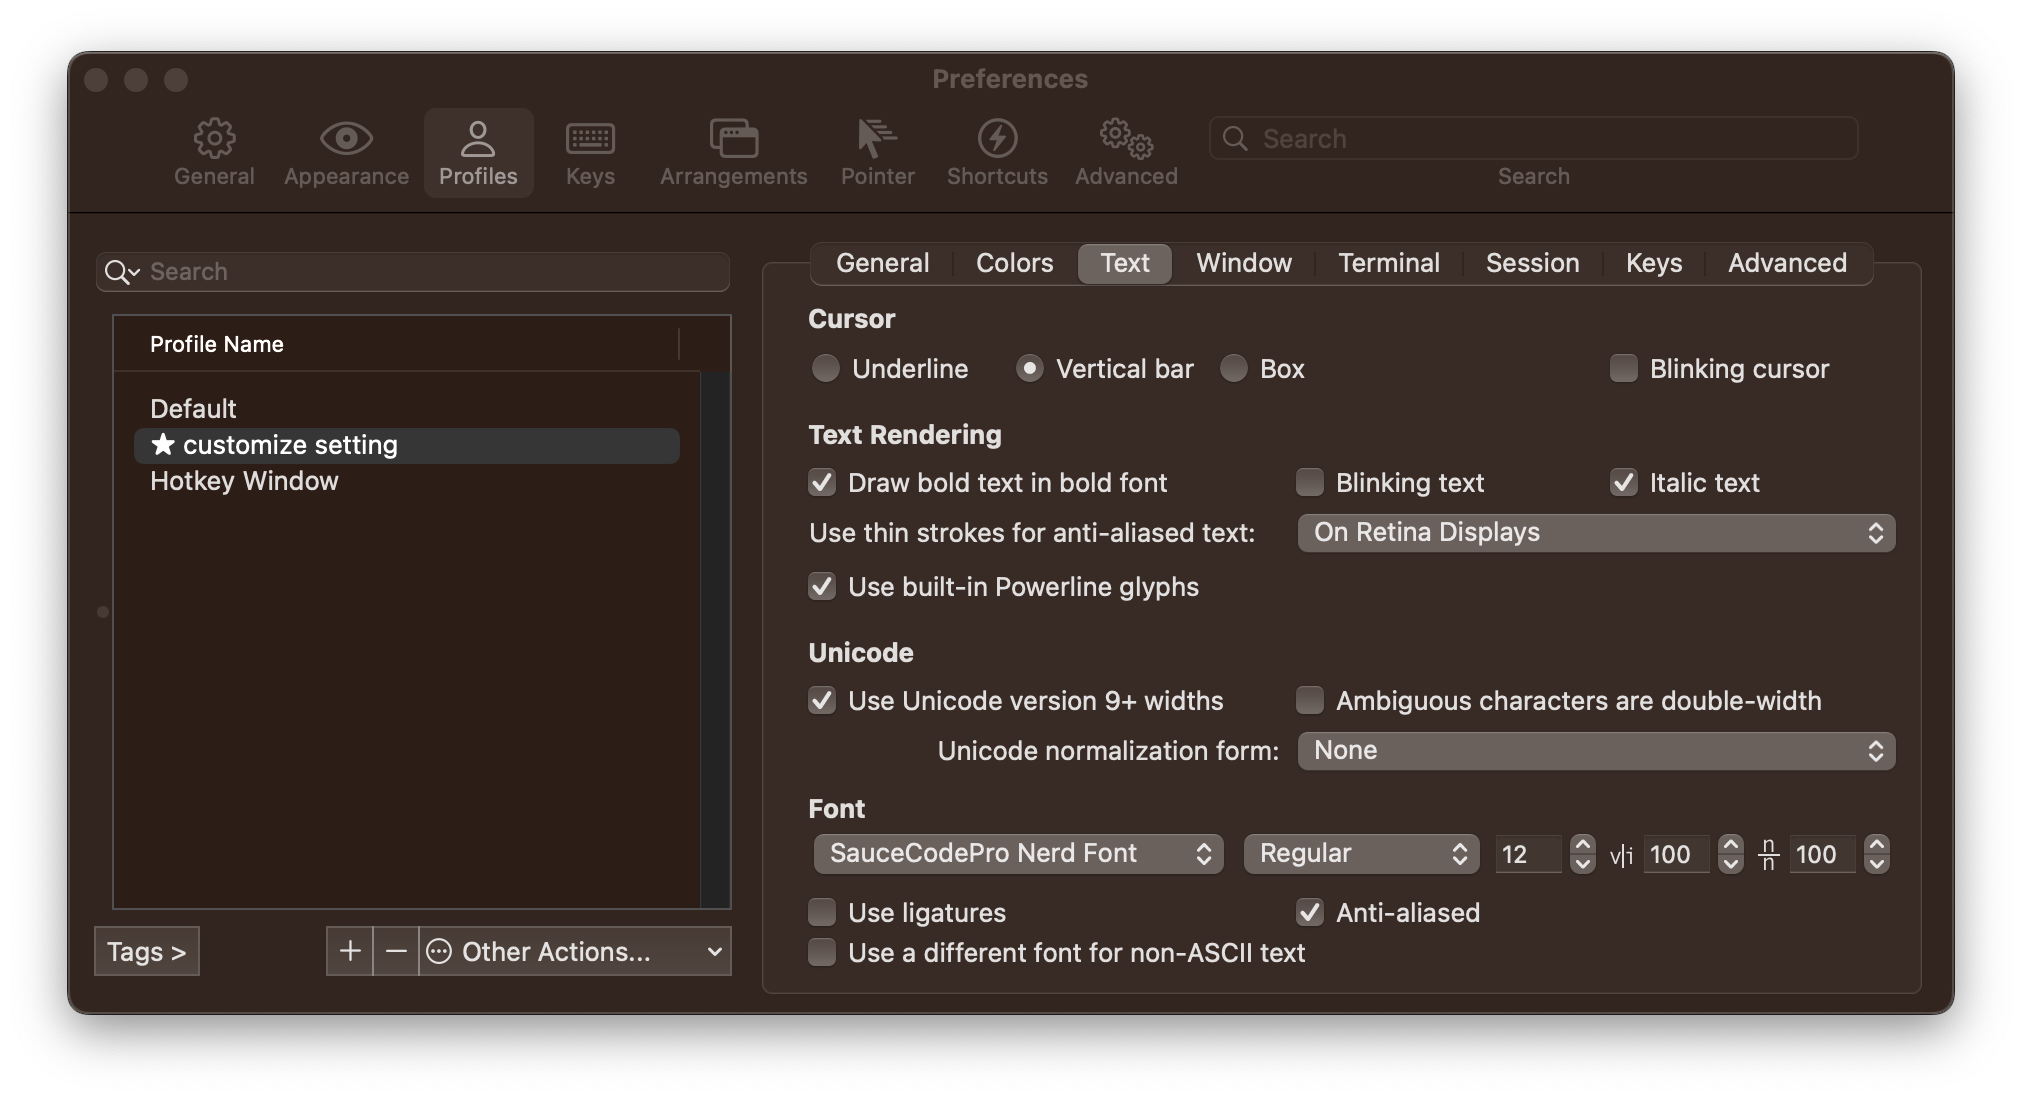 Preferences
General Appearance Profiles Keys Arrangements Pointer Shortcuts Advanced Search
Search
Search
Profile Name
Default
★ customize setting
Hotkey Window
Tags >
+ − Other Actions...
General Colors Text Window Terminal Session Keys Advanced
Cursor
Underline Vertical bar Box Blinking cursor
Text Rendering
Draw bold text in bold font Blinking text Italic text
Use thin strokes for anti-aliased text: On Retina Displays
Use built-in Powerline glyphs
Unicode
Use Unicode version 9+ widths Ambiguous characters are double-width
Unicode normalization form: None
Font
SauceCodePro Nerd Font Regular 12 v|i 100 n/n 100
Use ligatures Anti-aliased
Use a different font for non-ASCII text